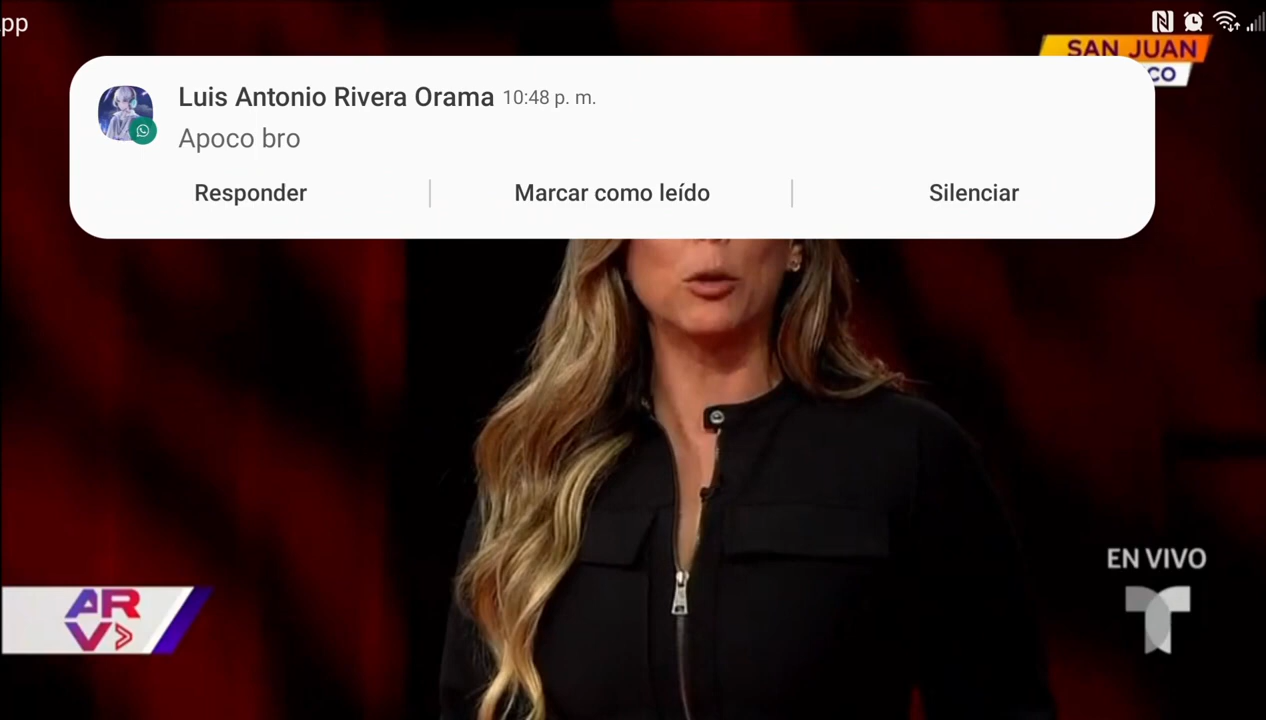 pp
SAN JUAN
CO
Luis Antonio Rivera Orama 10:48 p. m.
Apoco bro
Responder
Marcar como leído
Silenciar
EN VIVO
T
ARV